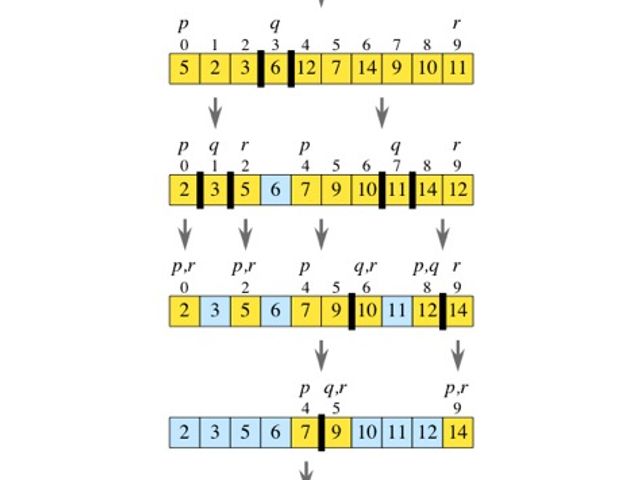 p q r
0 1 2 3 4 5 6 7 8 9
5 2 3 6 12 7 14 9 10 11
p q r p q r
0 1 2 4 5 6 7 8 9
2 3 5 6 7 9 10 11 14 12
p,r p,r p q,r p,q r
0 2 4 5 6 8 9
2 3 5 6 7 9 10 11 12 14
p q,r p,r
4 5 9
2 3 5 6 7 9 10 11 12 14